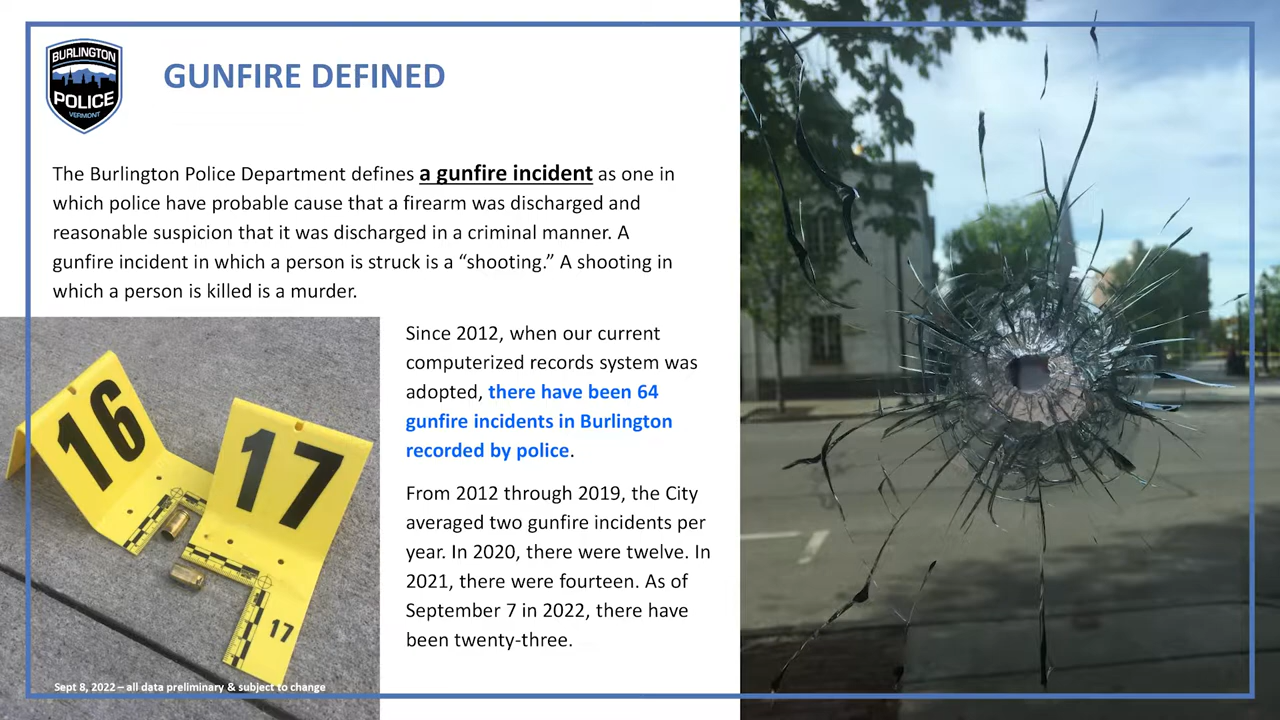 BURLINGTON
POLICE
VERMONT
GUNFIRE DEFINED
The Burlington Police Department defines a gunfire incident as one in
which police have probable cause that a firearm was discharged and
reasonable suspicion that it was discharged in a criminal manner. A
gunfire incident in which a person is struck is a “shooting.” A shooting in
which a person is killed is a murder.
Since 2012, when our current
computerized records system was
adopted, there have been 64
gunfire incidents in Burlington
recorded by police.
From 2012 through 2019, the City
averaged two gunfire incidents per
year. In 2020, there were twelve. In
2021, there were fourteen. As of
September 7 in 2022, there have
been twenty-three.
16
17
17
Sept 8, 2022 – all data preliminary & subject to change